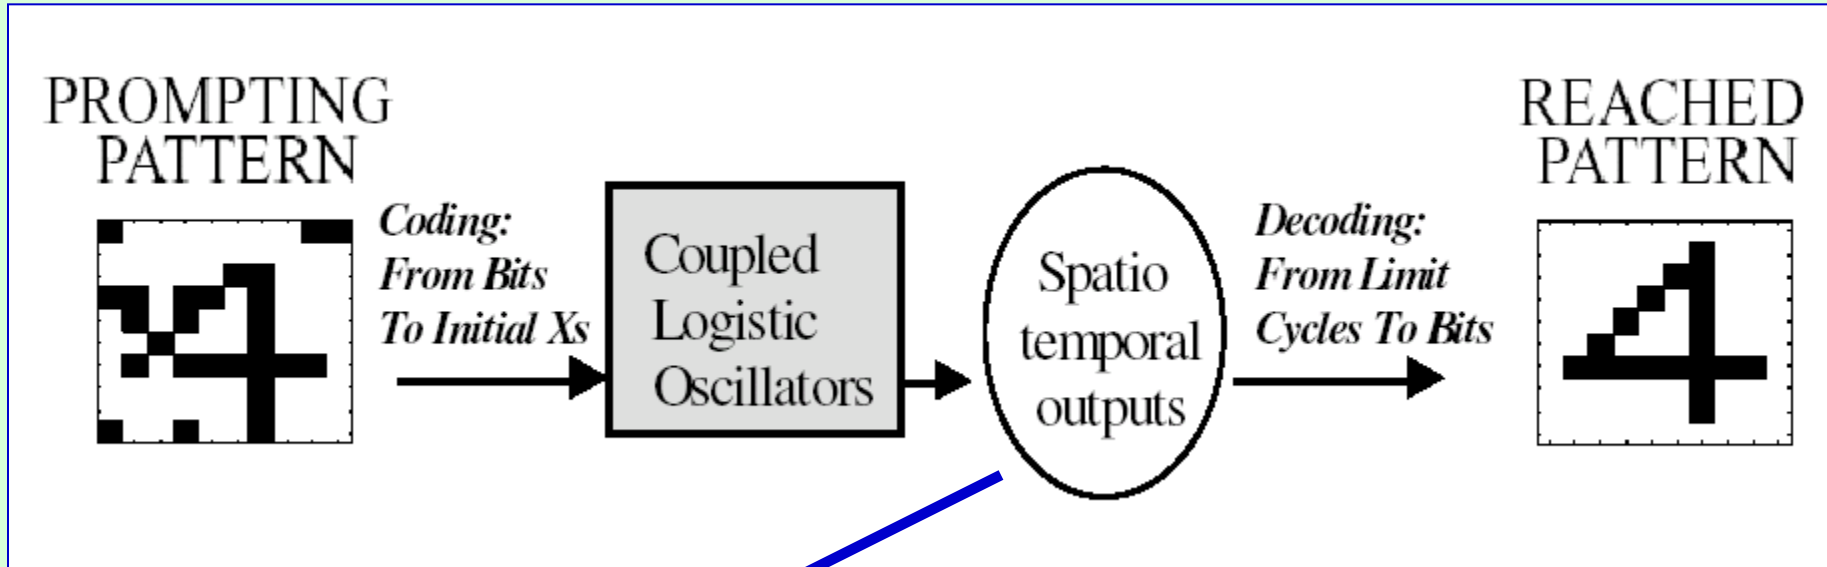 PROMPTING
PATTERN
Coding:
From Bits
To Initial Xs
Coupled
Logistic
Oscillators
Spatio
temporal
outputs
Decoding:
From Limit
Cycles To Bits
REACHED
PATTERN